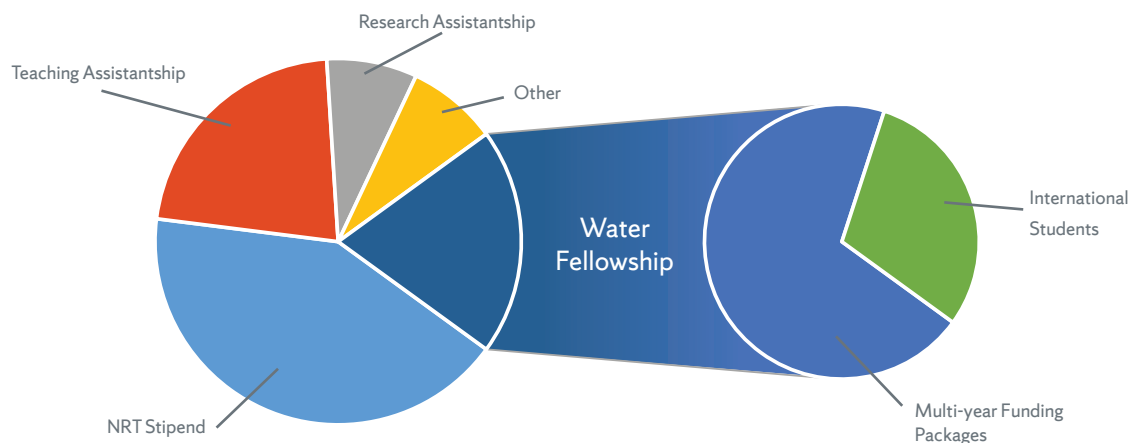 Research Assistantship
Teaching Assistantship
Other
International
Students
Water
Fellowship
NRT Stipend
Multi-year Funding
Packages